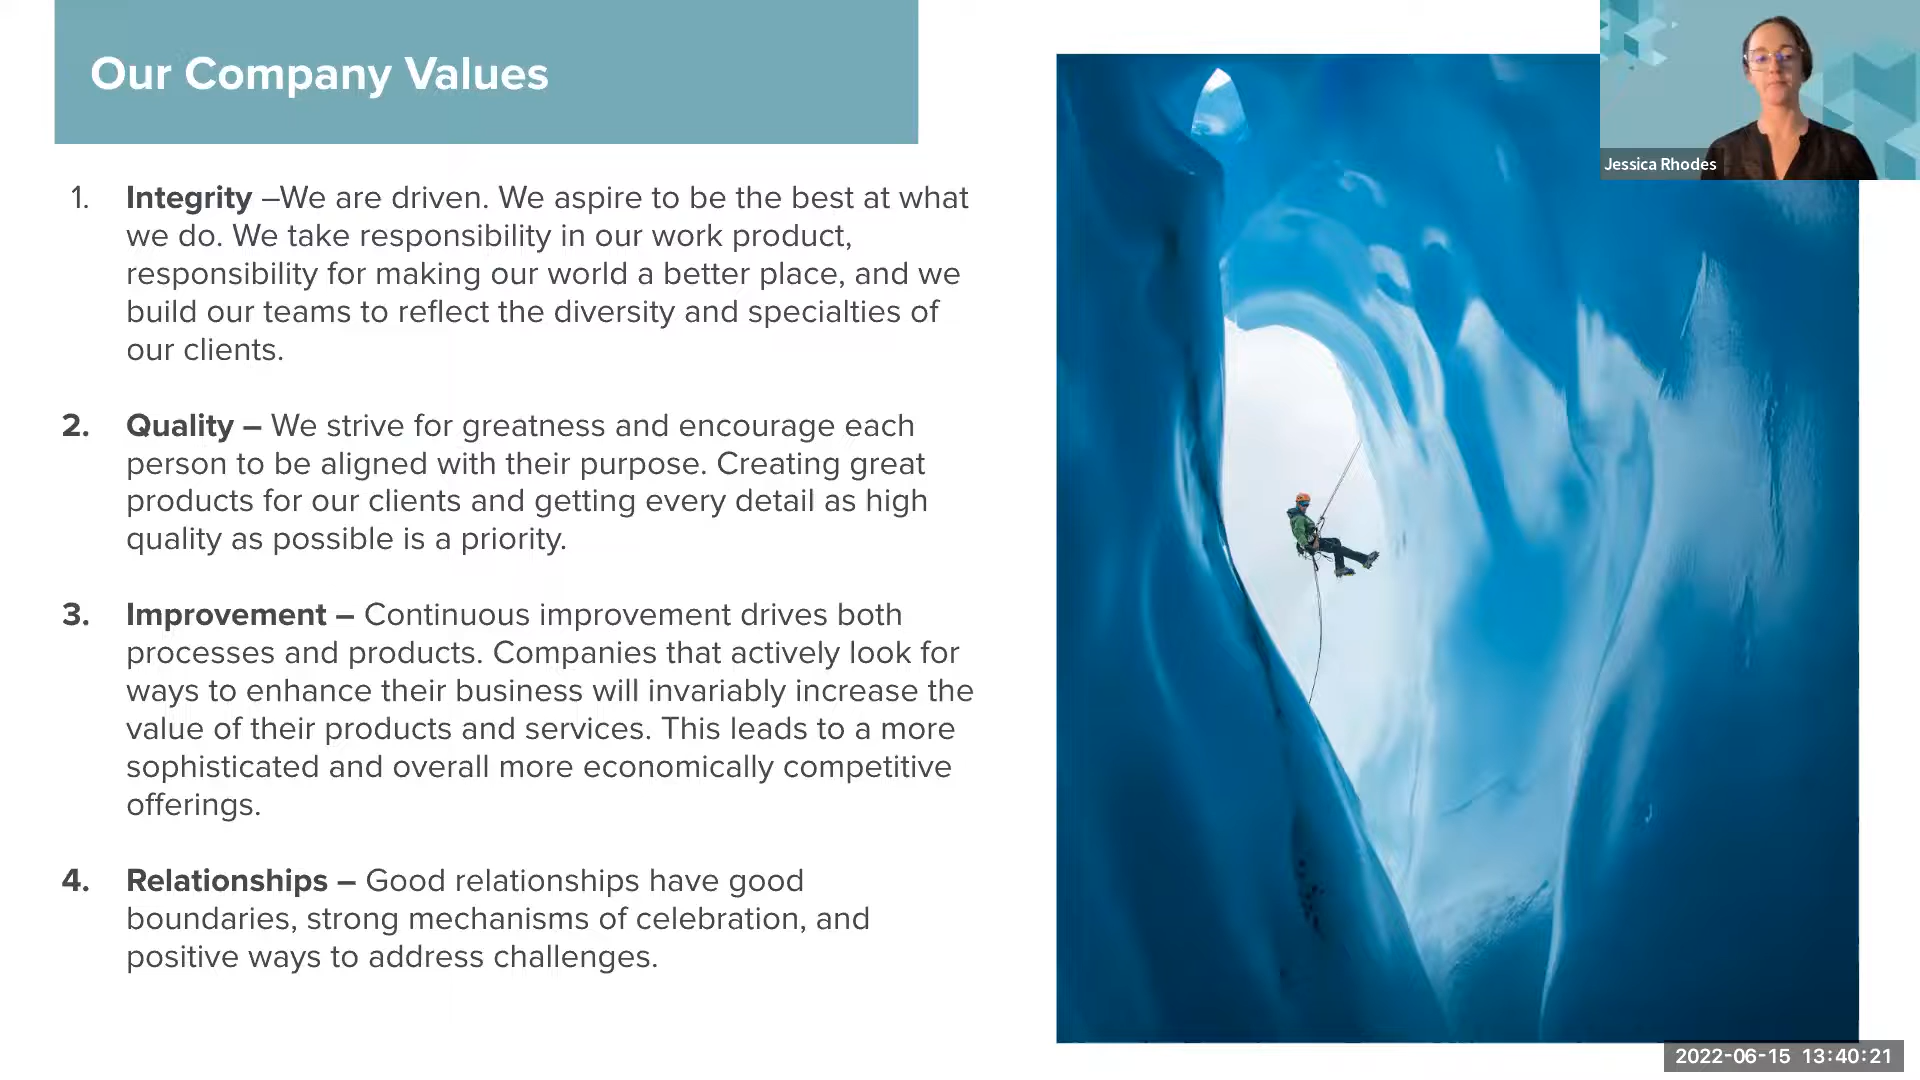 Our Company Values
Jessica Rhodes
1. Integrity –We are driven. We aspire to be the best at what
we do. We take responsibility in our work product,
responsibility for making our world a better place, and we
build our teams to reflect the diversity and specialties of
our clients.
2. Quality – We strive for greatness and encourage each
person to be aligned with their purpose. Creating great
products for our clients and getting every detail as high
quality as possible is a priority.
3. Improvement – Continuous improvement drives both
processes and products. Companies that actively look for
ways to enhance their business will invariably increase the
value of their products and services. This leads to a more
sophisticated and overall more economically competitive
offerings.
4. Relationships – Good relationships have good
boundaries, strong mechanisms of celebration, and
positive ways to address challenges.
2022-06-15 13:40:21